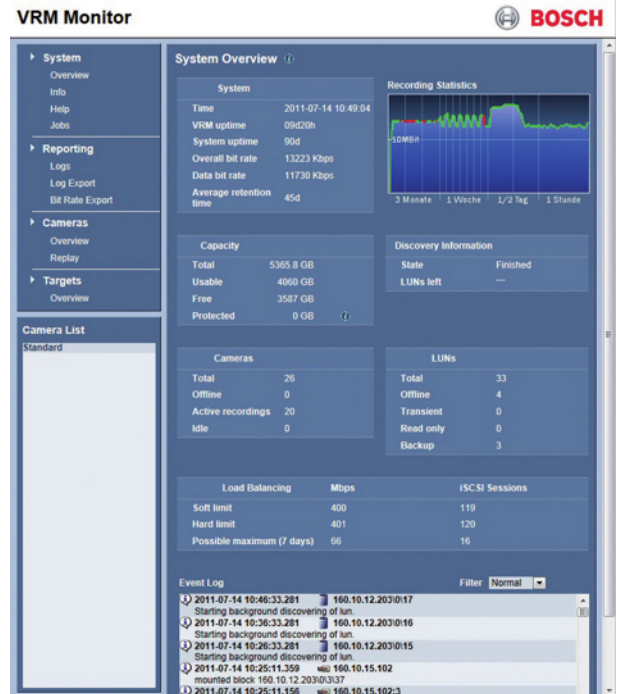 VRM Monitor
BOSCH
System
Overview
Info
Help
Jobs
Reporting
Logs
Log Export
Bit Rate Export
Cameras
Overview
Replay
Targets
Overview
Camera List
Standard
System Overview
System
Time 2011-07-14 10:49:04
VRM uptime 09d20h
System uptime 90d
Overall bit rate 13223 Kbps
Data bit rate 11730 Kbps
Average retention
time 45d
Recording Statistics
10MBit
3 Monate 1 Woche 1/2 Tag 1 Stunde
Capacity
Total 5365.8 GB
Usable 4060 GB
Free 3587 GB
Protected 0 GB
Discovery Information
State Finished
LUNs left ---
Cameras
Total 26
Offline 0
Active recordings 20
Idle 0
LUNs
Total 33
Offline 4
Transient 0
Read only 0
Backup 3
Load Balancing Mbps iSCSI Sessions
Soft limit 400 119
Hard limit 401 120
Possible maximum (7 days) 66 16
Event Log
Filter Normal
2011-07-14 10:46:33.281 160.10.12.203\0\17
Starting background discovering of lun.
2011-07-14 10:36:33.281 160.10.12.203\0\16
Starting background discovering of lun.
2011-07-14 10:26:33.281 160.10.12.203\0\15
Starting background discovering of lun.
2011-07-14 10:25:11.359 160.10.15.102
mounted block 160.10.12.203\0\3\37
2011-07-14 10:25:11.156 160.10.15.102:3